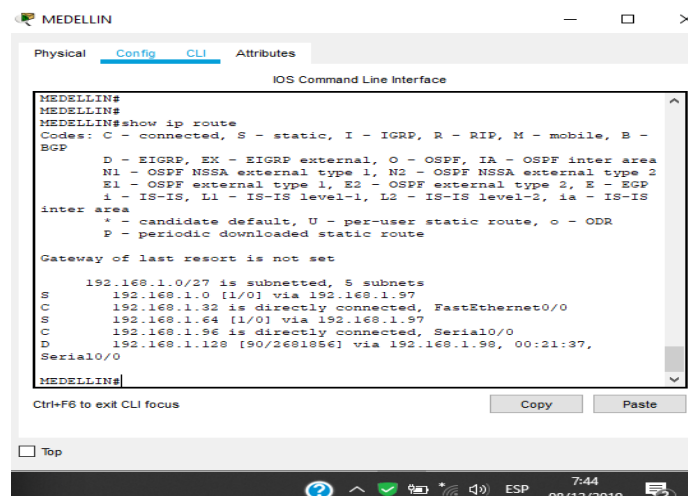 MEDELLIN
Physical Config CLI Attributes
IOS Command Line Interface
MEDELLIN#
MEDELLIN#
MEDELLIN#show ip route
Codes: C - connected, S - static, I - IGRP, R - RIP, M - mobile, B -
BGP
D - EIGRP, EX - EIGRP external, O - OSPF, IA - OSPF inter area
N1 - OSPF NSSA external type 1, N2 - OSPF NSSA external type 2
E1 - OSPF external type 1, E2 - OSPF external type 2, E - EGP
i - IS-IS, L1 - IS-IS level-1, L2 - IS-IS level-2, ia - IS-IS
inter area
* - candidate default, U - per-user static route, o - ODR
P - periodic downloaded static route
Gateway of last resort is not set
192.168.1.0/27 is subnetted, 5 subnets
S 192.168.1.0 [1/0] via 192.168.1.97
C 192.168.1.32 is directly connected, FastEthernet0/0
S 192.168.1.64 [1/0] via 192.168.1.97
C 192.168.1.96 is directly connected, Serial0/0
D 192.168.1.128 [90/2681856] via 192.168.1.98, 00:21:37,
Serial0/0
MEDELLIN#
Ctrl+F6 to exit CLI focus
Copy Paste
Top
ESP 7:44